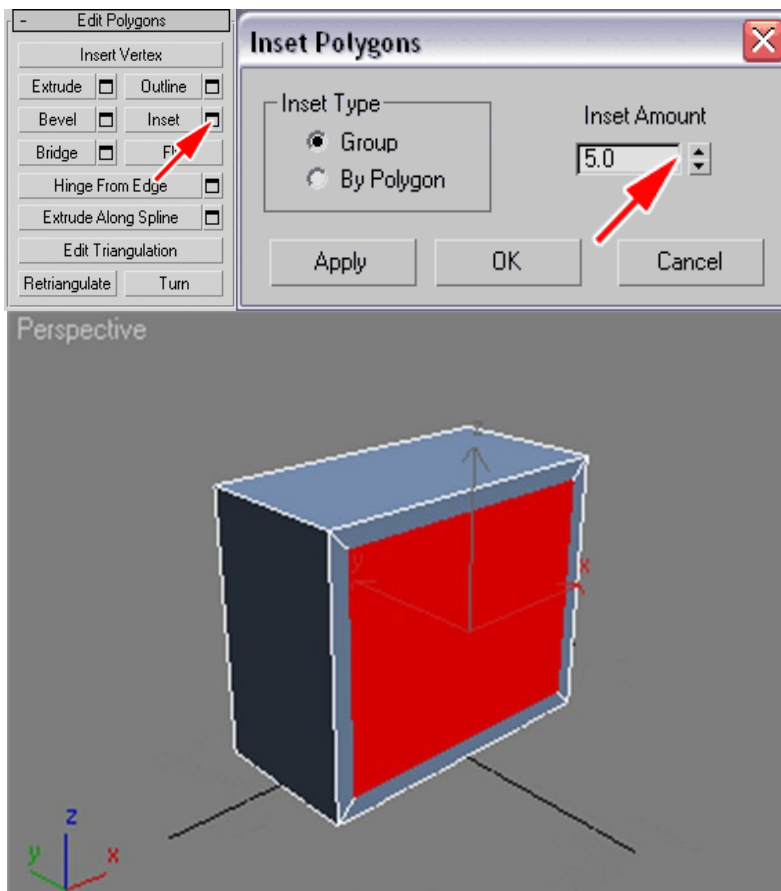 - Edit Polygons
Insert Vertex
Extrude Outline
Bevel Inset
Bridge
Hinge From Edge
Extrude Along Spline
Edit Triangulation
Retriangulate Turn
Inset Polygons
Inset Type
Group
By Polygon
Inset Amount
5.0
Apply OK Cancel
Perspective
z
y x
z
y x